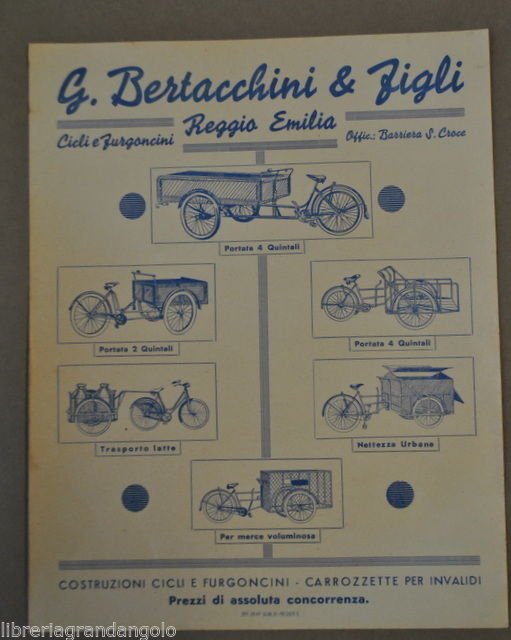 G. Bertacchini & Figli
Cicli e Furgoncini
Reggio Emilia
Offic.: Barriera S. Croce
Portata 4 Quintali
Portata 2 Quintali
Portata 4 Quintali
Trasporto latte
Nettezza Urbana
Per merce voluminosa
COSTRUZIONI CICLI E FURGONCINI - CARROZZETTE PER INVALIDI
Prezzi di assoluta concorrenza.
libreriagrandangolo